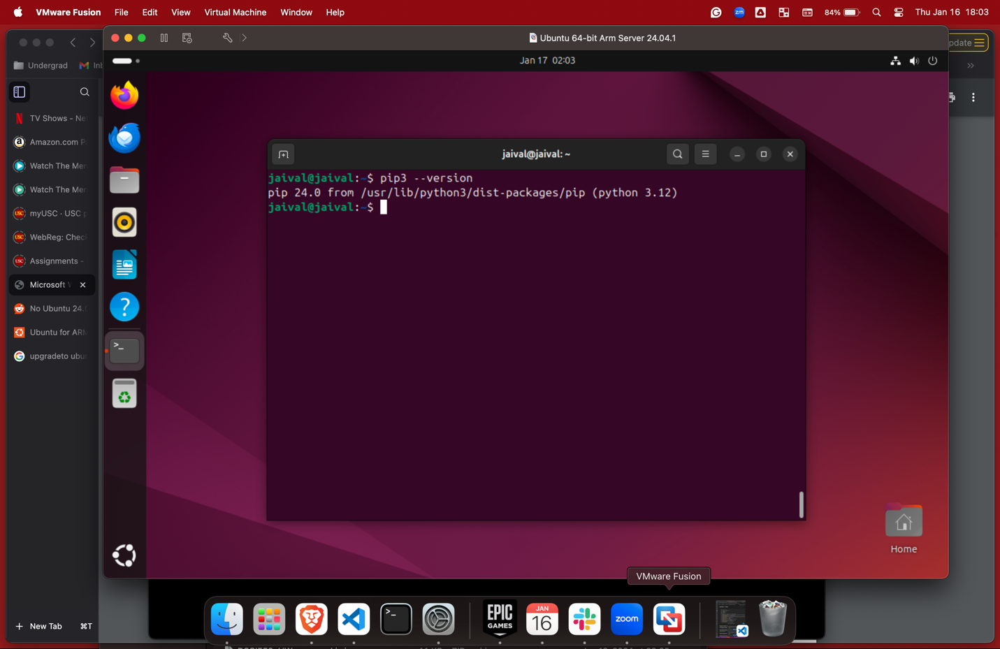 VMware Fusion File Edit View Virtual Machine Window Help
zm 84% Thu Jan 16 18:03
Ubuntu 64-bit Arm Server 24.04.1
pdate
Undergrad
Jan 17 02:03
TV Shows - Ne
Amazon.com
Watch The Mer
Watch The Mer
myUSC · USC p
WebReg: Chec
Assignments -
Microsoft
No Ubuntu 24.
Ubuntu for AR
upgradeto ubu
New Tab ⌘T
jaival@jaival: ~
jaival@jaival:~$ pip3 --version
pip 24.0 from /usr/lib/python3/dist-packages/pip (python 3.12)
jaival@jaival:~$
Home
VMware Fusion
EPIC
GAMES
JAN
16
zoom